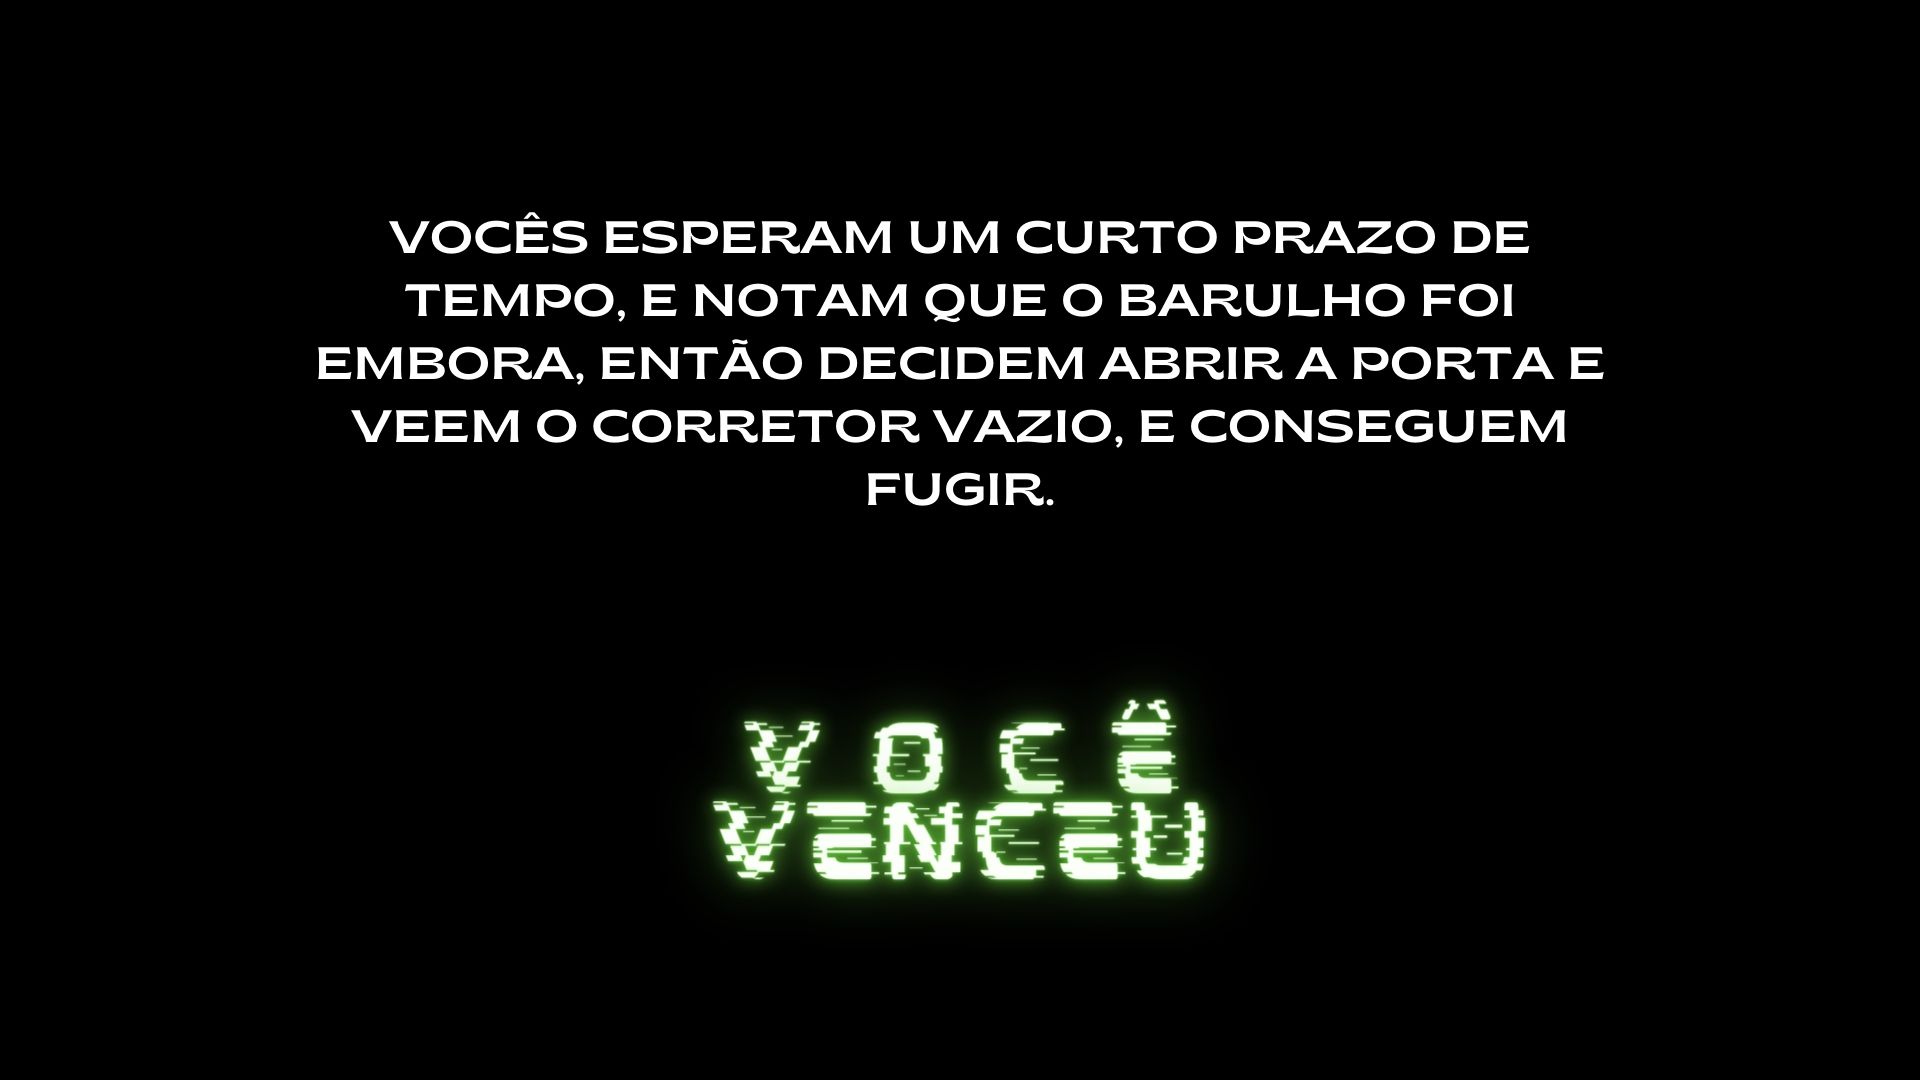 VOCÊS ESPERAM UM CURTO PRAZO DE
TEMPO, E NOTAM QUE O BARULHO FOI
EMBORA, ENTÃO DECIDEM ABRIR A PORTA E
VEEM O CORRETOR VAZIO, E CONSEGUEM
FUGIR.
VOCÊ
VENCEU